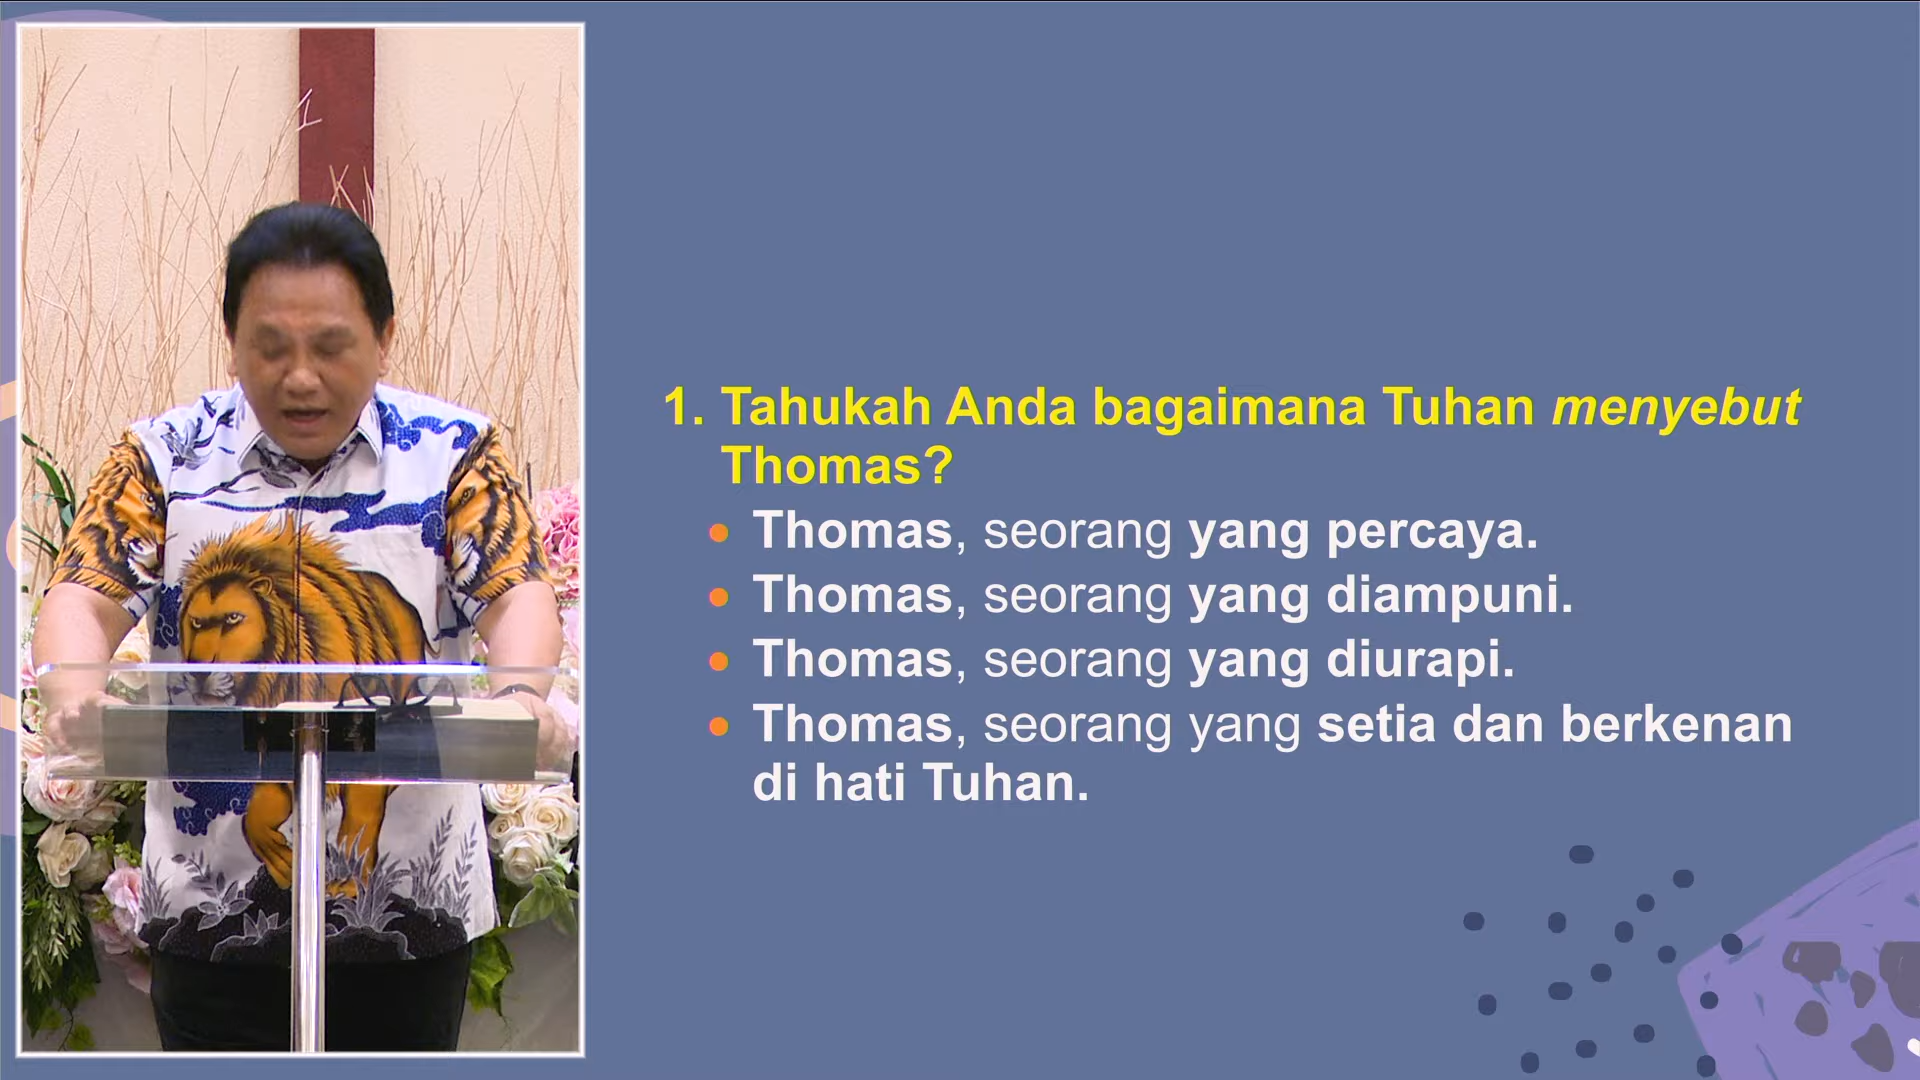 1. Tahukah Anda bagaimana Tuhan menyebut
Thomas?
• Thomas, seorang yang percaya.
• Thomas, seorang yang diampuni.
• Thomas, seorang yang diurapi.
• Thomas, seorang yang setia dan berkenan
di hati Tuhan.